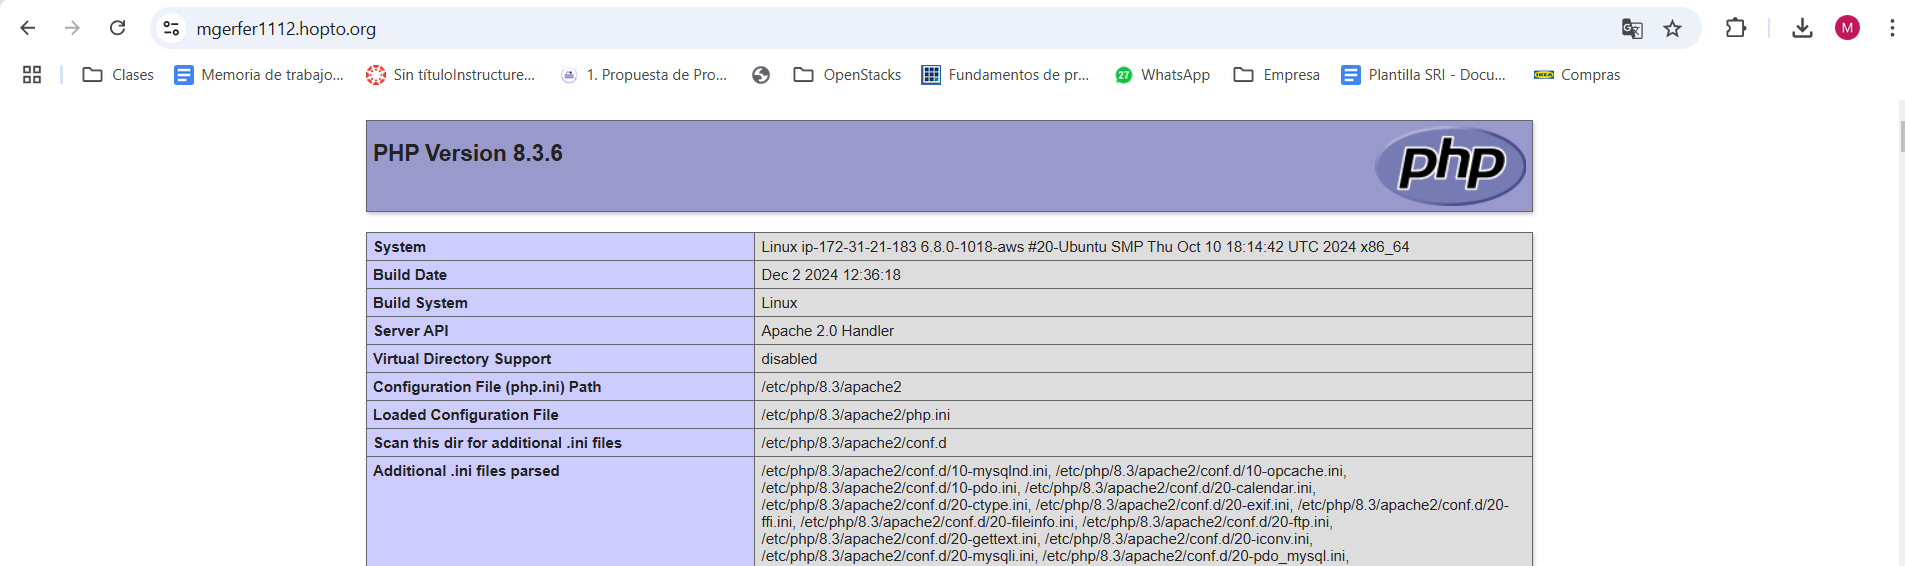 mgerfer1112.hopto.org
M
Clases
Memoria de trabajo...
Sin títuloInstructure...
1. Propuesta de Pro...
OpenStacks
Fundamentos de pr...
27
WhatsApp
Empresa
Plantilla SRI - Docu...
IKEA
Compras
PHP Version 8.3.6
php
System
Linux ip-172-31-21-183 6.8.0-1018-aws #20-Ubuntu SMP Thu Oct 10 18:14:42 UTC 2024 x86_64
Build Date
Dec 2 2024 12:36:18
Build System
Linux
Server API
Apache 2.0 Handler
Virtual Directory Support
disabled
Configuration File (php.ini) Path
/etc/php/8.3/apache2
Loaded Configuration File
/etc/php/8.3/apache2/php.ini
Scan this dir for additional .ini files
/etc/php/8.3/apache2/conf.d
Additional .ini files parsed
/etc/php/8.3/apache2/conf.d/10-mysqlnd.ini, /etc/php/8.3/apache2/conf.d/10-opcache.ini,
/etc/php/8.3/apache2/conf.d/10-pdo.ini, /etc/php/8.3/apache2/conf.d/20-calendar.ini,
/etc/php/8.3/apache2/conf.d/20-ctype.ini, /etc/php/8.3/apache2/conf.d/20-exif.ini, /etc/php/8.3/apache2/conf.d/20-
ffi.ini, /etc/php/8.3/apache2/conf.d/20-fileinfo.ini, /etc/php/8.3/apache2/conf.d/20-ftp.ini,
/etc/php/8.3/apache2/conf.d/20-gettext.ini, /etc/php/8.3/apache2/conf.d/20-iconv.ini,
/etc/php/8.3/apache2/conf.d/20-mysqli.ini, /etc/php/8.3/apache2/conf.d/20-pdo_mysql.ini,